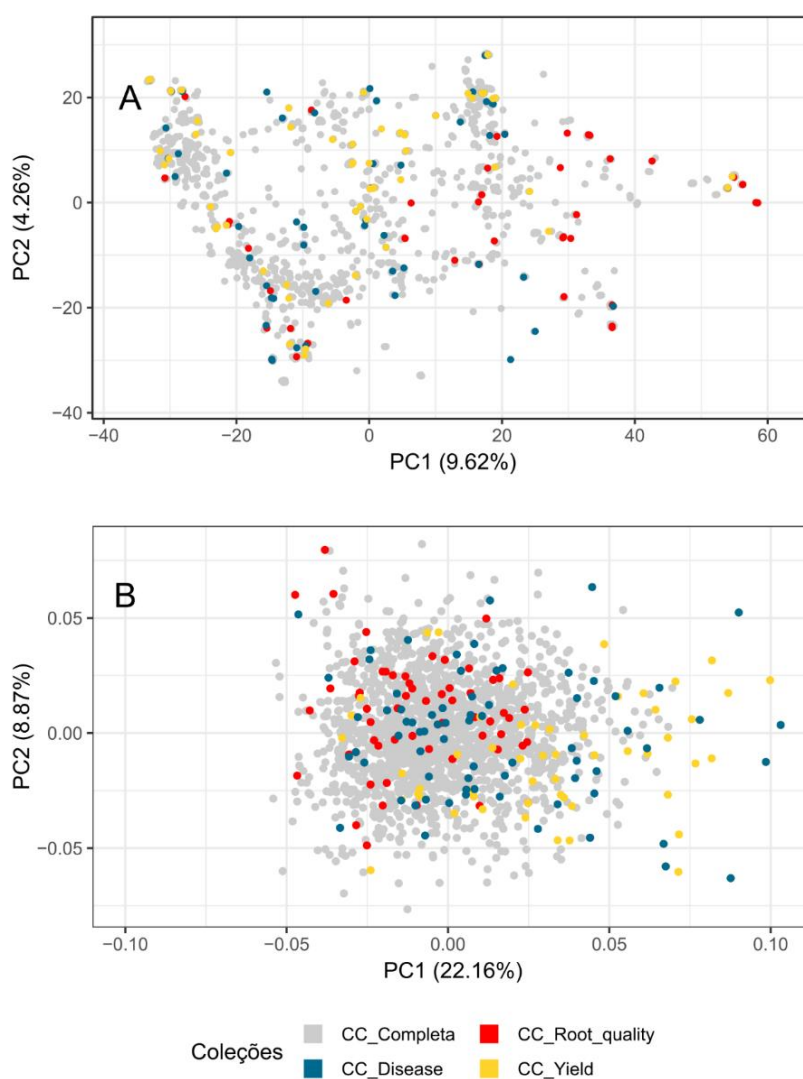 A
20
0
−20
−40
PC2 (4.26%)
−40 −20 0 20 40 60
PC1 (9.62%)
B
0.05
0.00
−0.05
PC2 (8.87%)
−0.10 −0.05 0.00 0.05 0.10
PC1 (22.16%)
Coleções
CC_Completa CC_Root_quality
CC_Disease CC_Yield